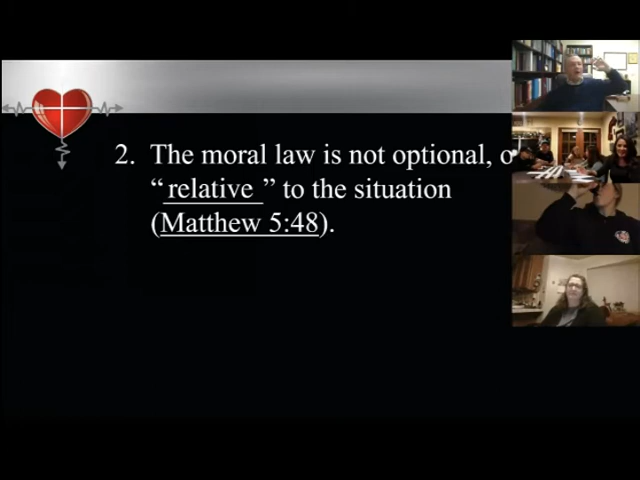 2. The moral law is not optional, o
“relative” to the situation
(Matthew 5:48).